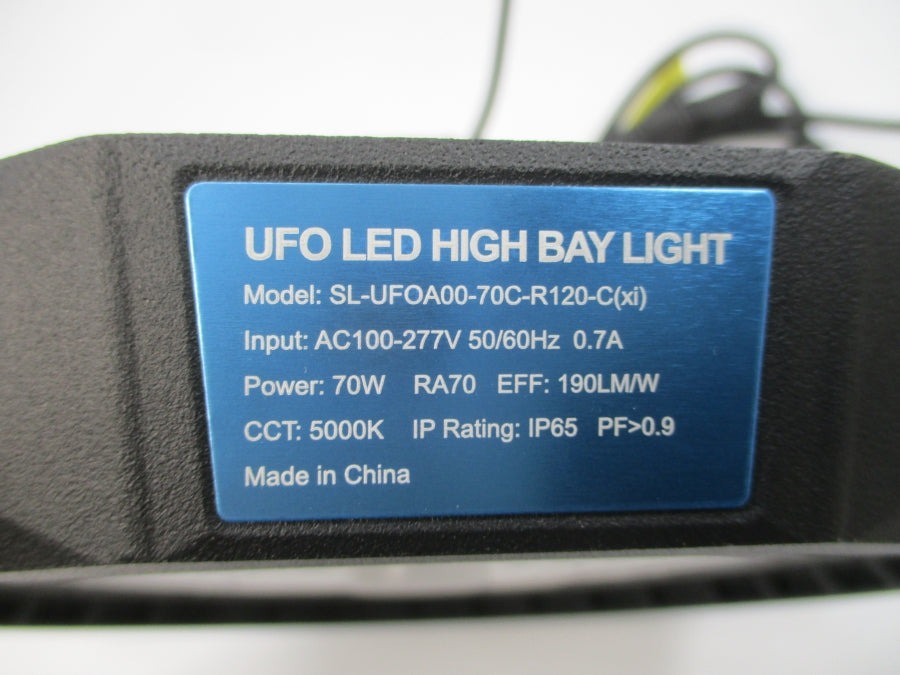 UFO LED HIGH BAY LIGHT
Model: SL-UFOA00-70C-R120-C(xi)
Input: AC100-277V 50/60Hz 0.7A
Power: 70W RA70 EFF: 190LM/W
CCT: 5000K IP Rating: IP65 PF>0.9
Made in China